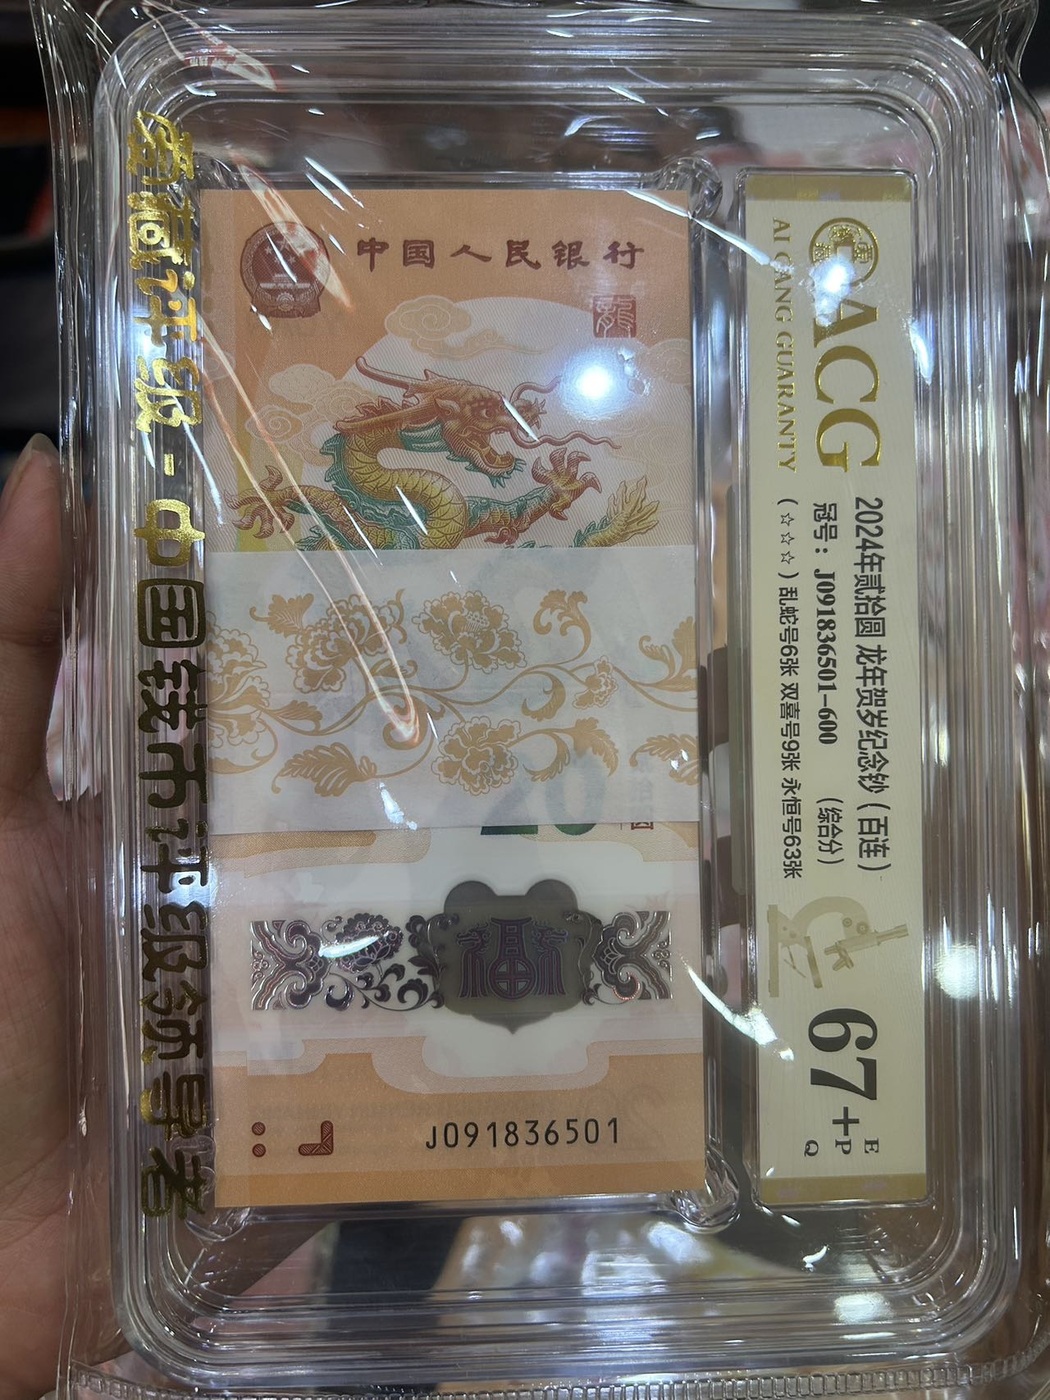 爱藏评级-中国钱币评级领导者
中国人民银行
龍
20
J091836501
ACG
AI CANG GUARANTY
2024年贰拾圆 龙年贺岁纪念钞(百连)
冠号: J091836501-600 (综合分)
(☆☆☆)乱蛇号6张 双喜号9张 永恒号63张
67+
E
P
Q